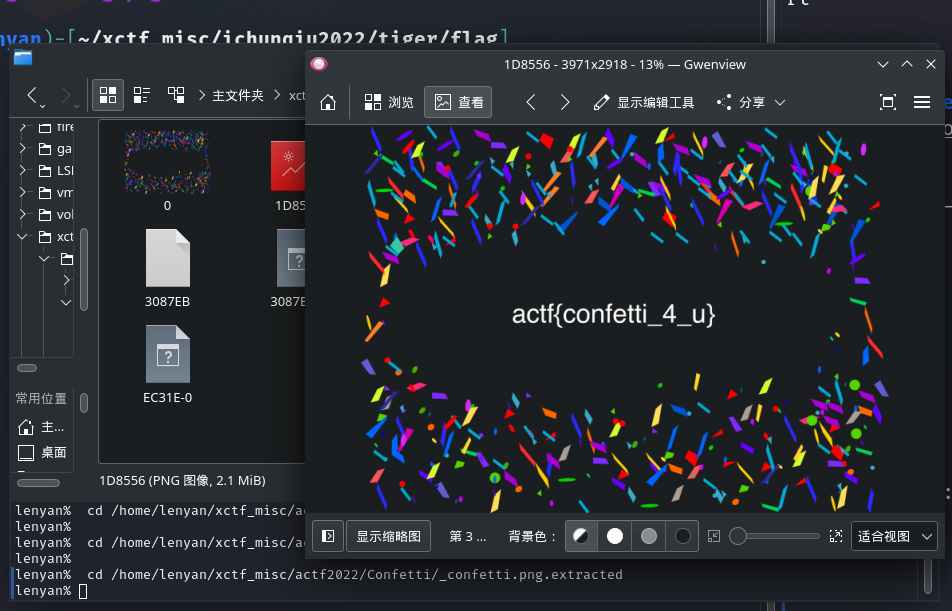 nyan)-[~/xctf_misc/ichunqiu2022/tiger/flag]
1D8556 - 3971x2918 - 13% — Gwenview
主文件夹
xct
浏览
查看
显示编辑工具
分享
fire
ga
LSI
vm
vol
xct
0
1D85
3087EB
3087E
EC31E-0
actf{confetti_4_u}
常用位置
主...
桌面
1D8556 (PNG 图像, 2.1 MiB)
显示缩略图
第 3 ...
背景色：
适合视图
lenyan% cd /home/lenyan/xctf_misc/a
lenyan%
lenyan% cd /home/lenyan/xctf_misc/a
lenyan%
lenyan% cd /home/lenyan/xctf_misc/actf2022/Confetti/_confetti.png.extracted
lenyan%